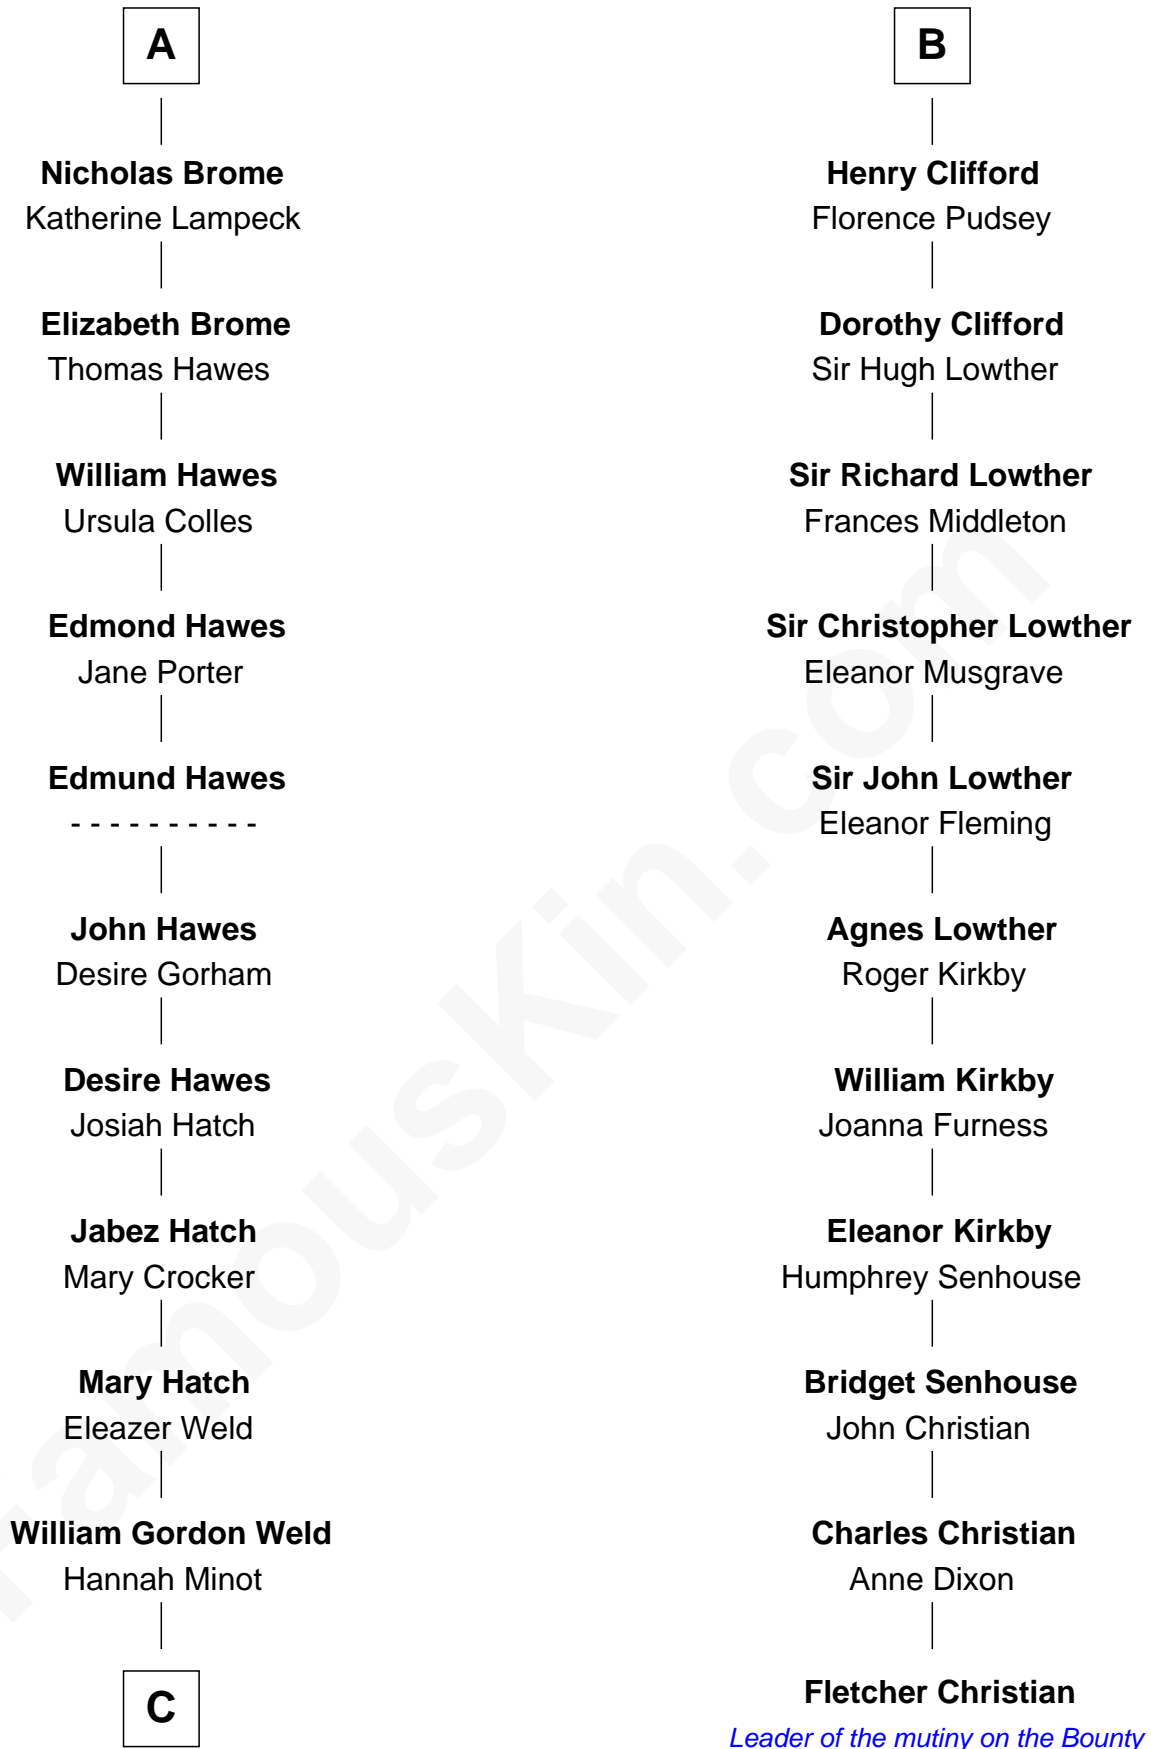 A
Nicholas Brome
Katherine Lampeck
Elizabeth Brome
Thomas Hawes
William Hawes
Ursula Colles
Edmond Hawes
Jane Porter
Edmund Hawes
- - - - - - - - - -
John Hawes
Desire Gorham
Desire Hawes
Josiah Hatch
Jabez Hatch
Mary Crocker
Mary Hatch
Eleazer Weld
William Gordon Weld
Hannah Minot
C
B
Henry Clifford
Florence Pudsey
Dorothy Clifford
Sir Hugh Lowther
Sir Richard Lowther
Frances Middleton
Sir Christopher Lowther
Eleanor Musgrave
Sir John Lowther
Eleanor Fleming
Agnes Lowther
Roger Kirkby
William Kirkby
Joanna Furness
Eleanor Kirkby
Humphrey Senhouse
Bridget Senhouse
John Christian
Charles Christian
Anne Dixon
Fletcher Christian
Leader of the mutiny on the Bounty
FamousKin.com